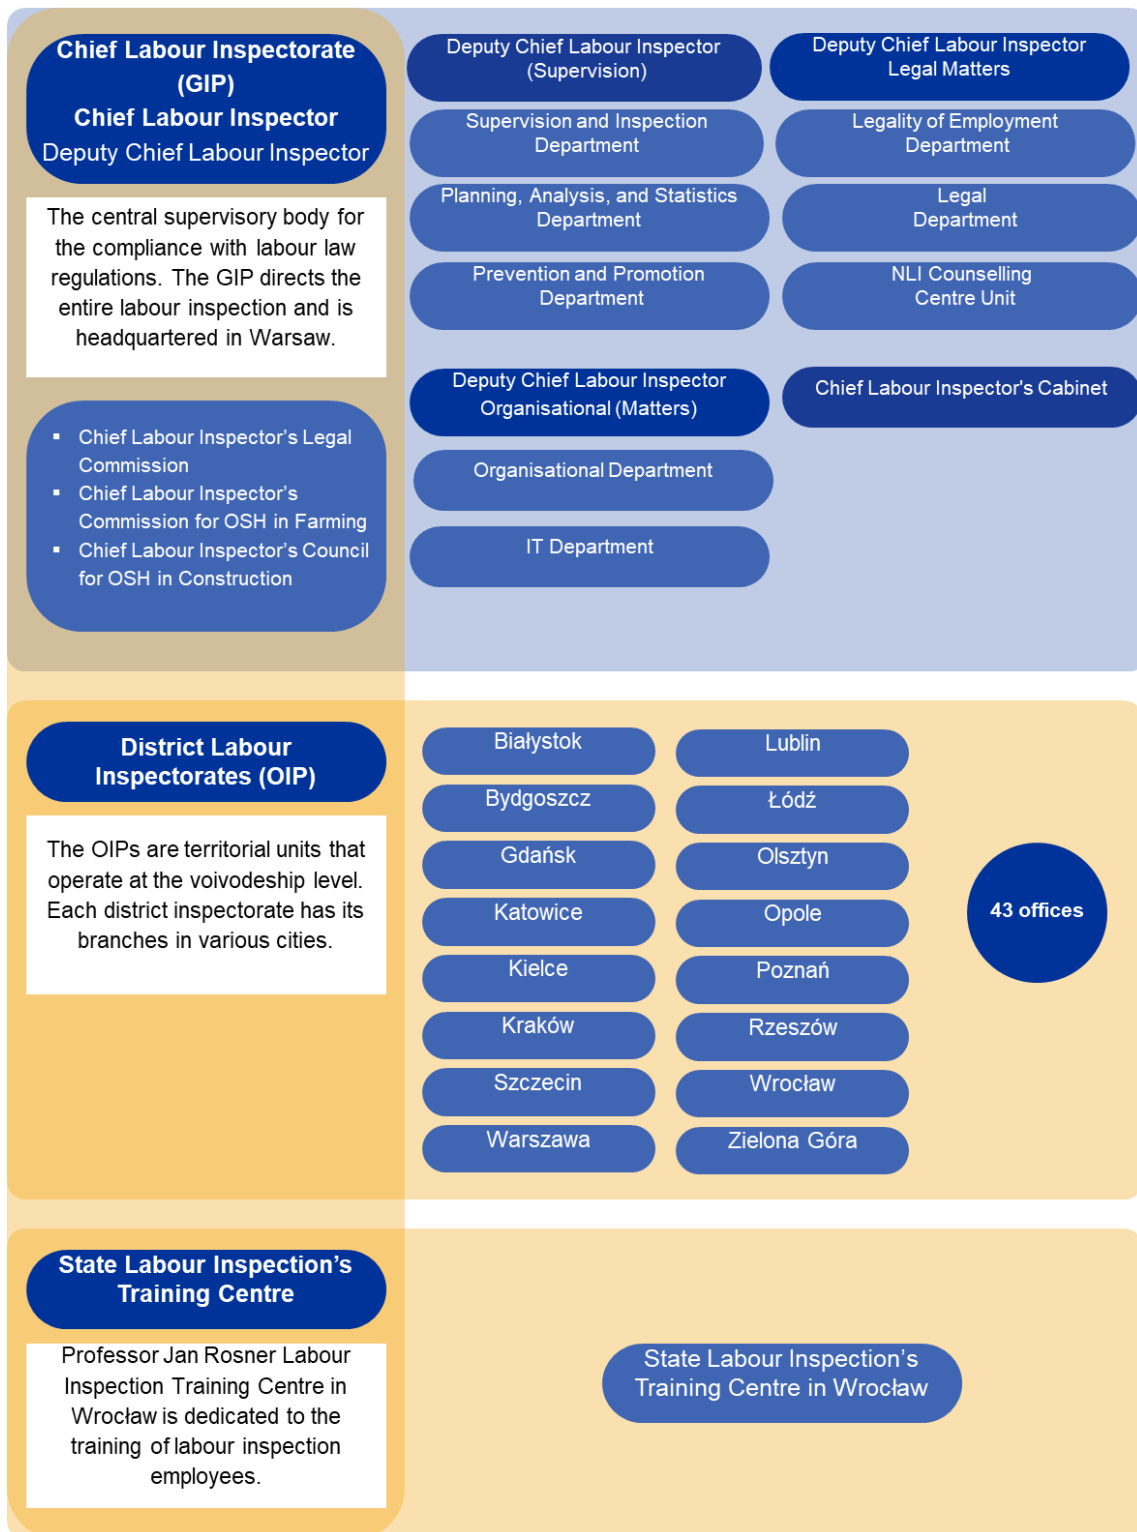 Chief Labour Inspectorate
(GIP)
Chief Labour Inspector
Deputy Chief Labour Inspector
The central supervisory body for
the compliance with labour law
regulations. The GIP directs the
entire labour inspection and is
headquartered in Warsaw.
▪ Chief Labour Inspector’s Legal
Commission
▪ Chief Labour Inspector’s
Commission for OSH in Farming
▪ Chief Labour Inspector’s Council
for OSH in Construction
Deputy Chief Labour Inspector
(Supervision)
Supervision and Inspection
Department
Planning, Analysis, and Statistics
Department
Prevention and Promotion
Department
Deputy Chief Labour Inspector
Legal Matters
Legality of Employment
Department
Legal
Department
NLI Counselling
Centre Unit
Deputy Chief Labour Inspector
Organisational (Matters)
Organisational Department
IT Department
Chief Labour Inspector's Cabinet
District Labour
Inspectorates (OIP)
The OIPs are territorial units that
operate at the voivodeship level.
Each district inspectorate has its
branches in various cities.
Białystok
Bydgoszcz
Gdańsk
Katowice
Kielce
Kraków
Szczecin
Warszawa
Lublin
Łódź
Olsztyn
Opole
Poznań
Rzeszów
Wrocław
Zielona Góra
43 offices
State Labour Inspection’s
Training Centre
Professor Jan Rosner Labour
Inspection Training Centre in
Wrocław is dedicated to the
training of labour inspection
employees.
State Labour Inspection’s
Training Centre in Wrocław